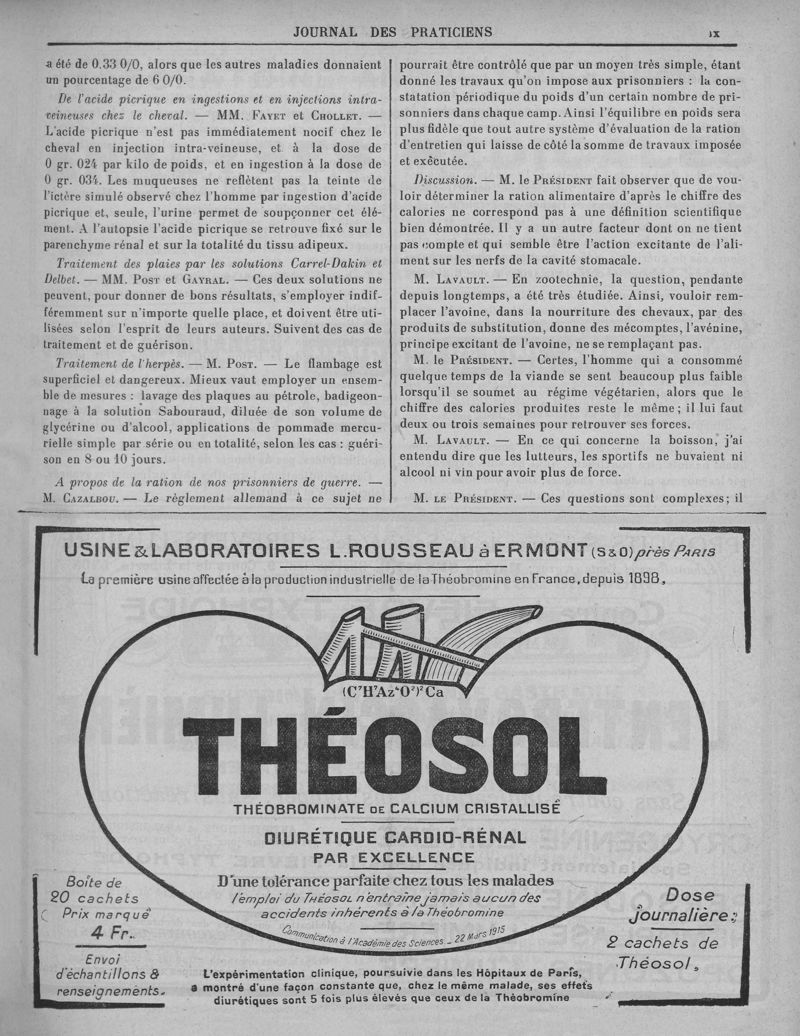 JOURNAL DES PRATICIENS
IX
a été de 0.33 0/0, alors que les autres maladies donnaient
un pourcentage de 6 0/0.
De l'acide picrique en ingestions et en injections intra-
veineuses chez le cheval. — MM. FAYET et CHOLLET. —
L'acide picrique n'est pas immédiatement nocif chez le
cheval en injection intra-veineuse, et à la dose de
0 gr. 024 par kilo de poids, et en ingestion à la dose de
0 gr. 034. Les muqueuses ne reflètent pas la teinte de
l'ictère simulé observé chez l'homme par ingestion d'acide
picrique et, seule, l'urine permet de soupçonner cet élé-
ment. A l'autopsie l'acide picrique se retrouve fixé sur le
parenchyme rénal et sur la totalité du tissu adipeux.
Traitement des plaies par les solutions Carrel-Dakin et
Delbet. — MM. POST et GAYRAL. — Ces deux solutions ne
peuvent, pour donner de bons résultats, s'employer indif-
féremment sur n'importe quelle place, et doivent être uti-
lisées selon l'esprit de leurs auteurs. Suivent des cas de
traitement et de guérison.
Traitement de l'herpès. — M. POST. — Le flambage est
superficiel et dangereux. Mieux vaut employer un ensem-
ble de mesures : lavage des plaques au pétrole, badigeon-
nage à la solution Sabouraud, diluée de son volume de
glycérine ou d'alcool, applications de pommade mercu-
rielle simple par série ou en totalité, selon les cas : guéri-
son en 8 ou 10 jours.
A propos de la ration de nos prisonniers de guerre. —
M. CAZALBOU. — Le règlement allemand à ce sujet ne
pourrait être contrôlé que par un moyen très simple, étant
donné les travaux qu'on impose aux prisonniers : la con-
statation périodique du poids d'un certain nombre de pri-
sonniers dans chaque camp. Ainsi l'équilibre en poids sera
plus fidèle que tout autre système d'évaluation de la ration
d'entretien qui laisse de côté la somme de travaux imposée
et exécutée.
Discussion. — M. le PRÉSIDENT fait observer que de vou-
loir déterminer la ration alimentaire d'après le chiffre des
calories ne correspond pas à une définition scientifique
bien démontrée. Il y a un autre facteur dont on ne tient
pas compte et qui semble être l'action excitante de l'ali-
ment sur les nerfs de la cavité stomacale.
M. LAVAULT. — En zootechnie, la question, pendante
depuis longtemps, a été très étudiée. Ainsi, vouloir rem-
placer l'avoine, dans la nourriture des chevaux, par des
produits de substitution, donne des mécomptes, l'avénine,
principe excitant de l'avoine, ne se remplaçant pas.
M. le PRÉSIDENT. — Certes, l'homme qui a consommé
quelque temps de la viande se sent beaucoup plus faible
lorsqu'il se soumet au régime végétarien, alors que le
chiffre des calories produites reste le même ; il lui faut
deux ou trois semaines pour retrouver ses forces.
M. LAVAULT. — En ce qui concerne la boisson, j'ai
entendu dire que les lutteurs, les sportifs ne buvaient ni
alcool ni vin pour avoir plus de force.
M. LE PRÉSIDENT. — Ces questions sont complexes ; il
USINE & LABORATOIRES L.ROUSSEAU à ERMONT (S&O) près PARIS
La première usine affectée à la production industrielle de la Théobromine en France, depuis 1898.
(C⁷H⁷Az⁴O²)²Ca
THÉOSOL
THÉOBROMINATE DE CALCIUM CRISTALLISÉ
DIURÉTIQUE CARDIO-RÉNAL
PAR EXCELLENCE
D'une tolérance parfaite chez tous les malades
l'emploi du THÉOSOL n'entraîne jamais aucun des
accidents inhérents à la Théobromine
Communication à l'Académie des Sciences _ 22 Mars 1915
Boîte de
20 cachets
Prix marqué
4 Fr.
Envoi
d'échantillons &
renseignements.
Dose
journalière :
2 cachets de
Théosol.
L'expérimentation clinique, poursuivie dans les Hôpitaux de Paris,
a montré d'une façon constante que, chez le même malade, ses effets
diurétiques sont 5 fois plus élevés que ceux de la Théobromine